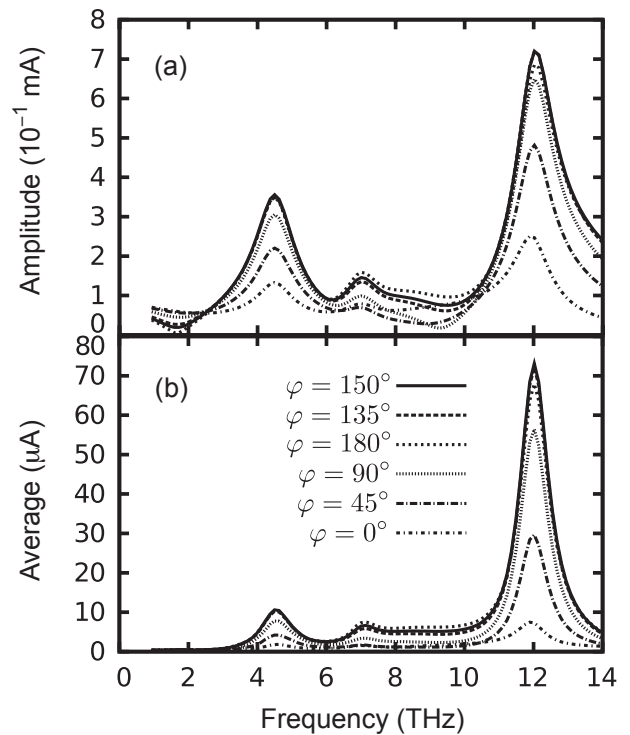 8
7
6
5
4
3
2
1
0
Amplitude (10⁻¹ mA)
(a)
80
70
60
50
40
30
20
10
0
Average (μA)
(b)
φ = 150°
φ = 135°
φ = 180°
φ = 90°
φ = 45°
φ = 0°
0 2 4 6 8 10 12 14
Frequency (THz)